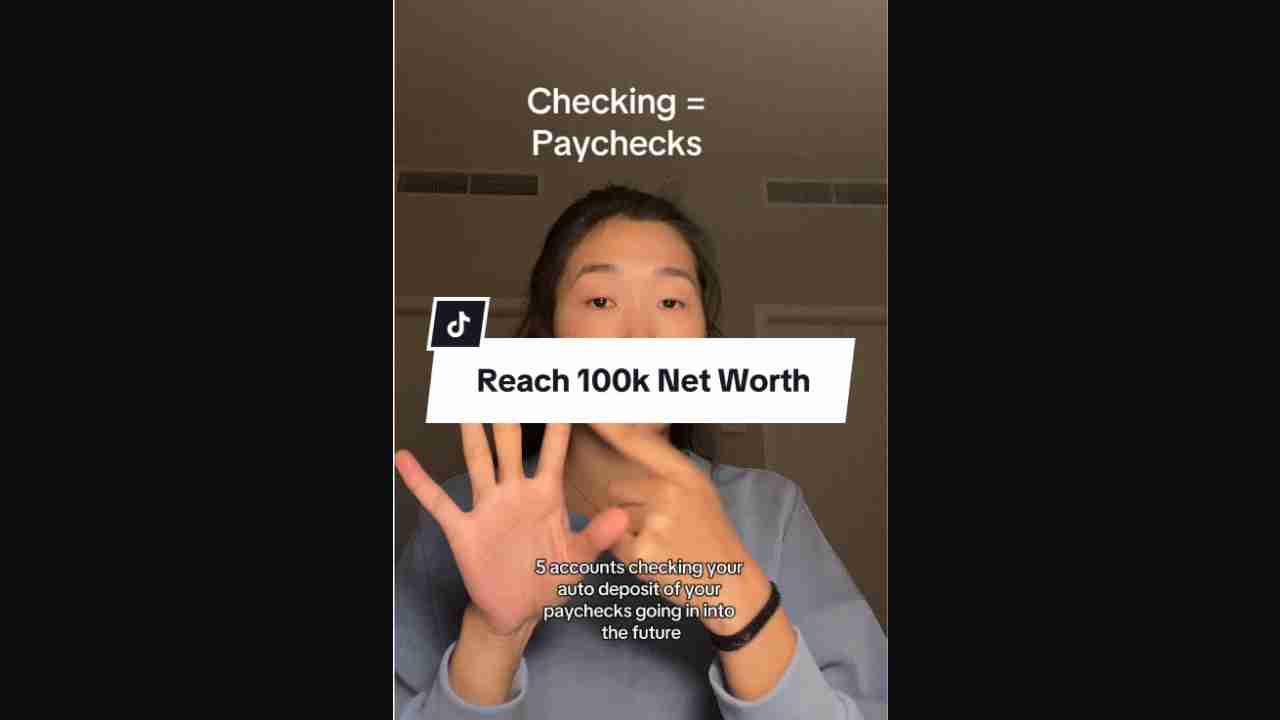 Checking =
Paychecks
Reach 100k Net Worth
5 accounts checking your
auto deposit of your
paychecks going in into
the future